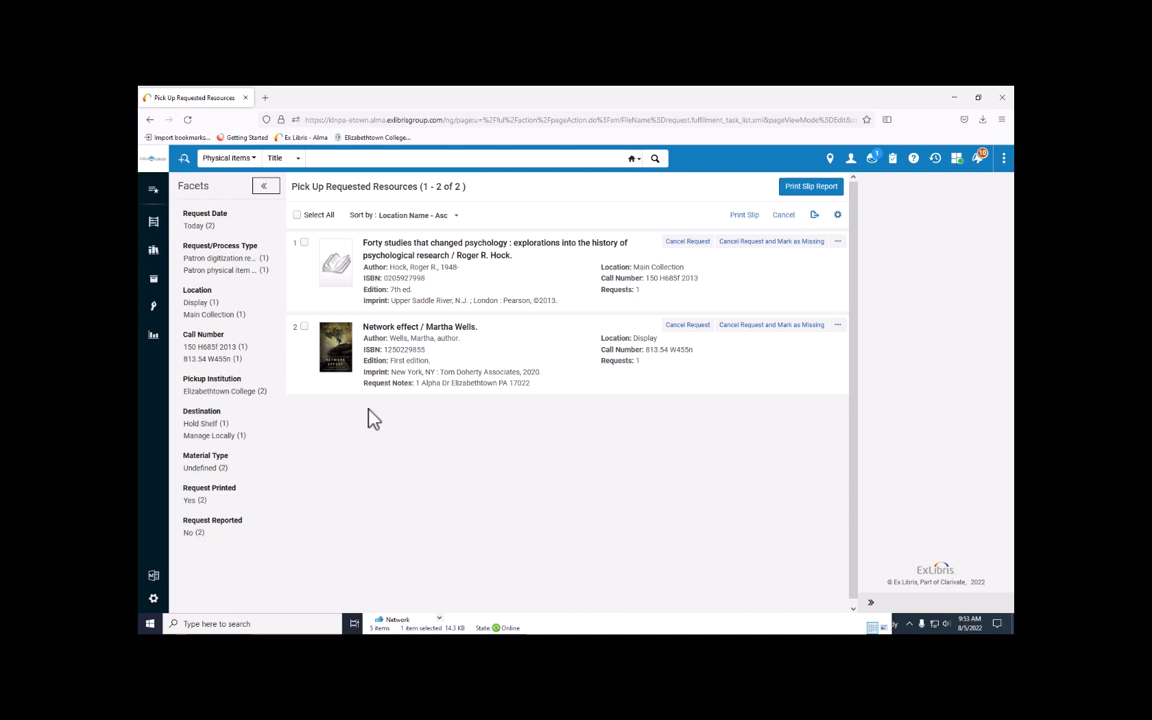 Pick Up Requested Resources
Import bookmarks...
Getting Started
Ex Libris - Alma
Elizabethtown College...
Physical items
Title
10
1
Facets
Pick Up Requested Resources (1 - 2 of 2 )
Print Slip Report
Select All
Sort by : Location Name - Asc
Print Slip
Cancel
Request Date
Today (2)
Request/Process Type
Patron digitization re... (1)
Patron physical item ... (1)
Location
Display (1)
Main Collection (1)
Call Number
150 H685f 2013 (1)
813.54 W455n (1)
Pickup Institution
Elizabethtown College (2)
Destination
Hold Shelf (1)
Manage Locally (1)
Material Type
Undefined (2)
Request Printed
Yes (2)
Request Reported
No (2)
1
Forty studies that changed psychology : explorations into the history of
psychological research / Roger R. Hock.
Cancel Request
Cancel Request and Mark as Missing
Author: Hock, Roger R., 1948-
ISBN: 0205927998
Edition: 7th ed.
Imprint: Upper Saddle River, N.J. ; London : Pearson, ©2013.
Location: Main Collection
Call Number: 150 H685f 2013
Requests: 1
2
Network effect / Martha Wells.
Cancel Request
Cancel Request and Mark as Missing
Author: Wells, Martha, author.
ISBN: 1250229855
Edition: First edition.
Imprint: New York, NY : Tom Doherty Associates, 2020.
Request Notes: 1 Alpha Dr Elizabethtown PA 17022
Location: Display
Call Number: 813.54 W455n
Requests: 1
ExLibris
© Ex Libris, Part of Clarivate, 2022
Type here to search
Network
5 items 1 item selected 14.3 KB State: Online
9:53 AM
8/5/2022